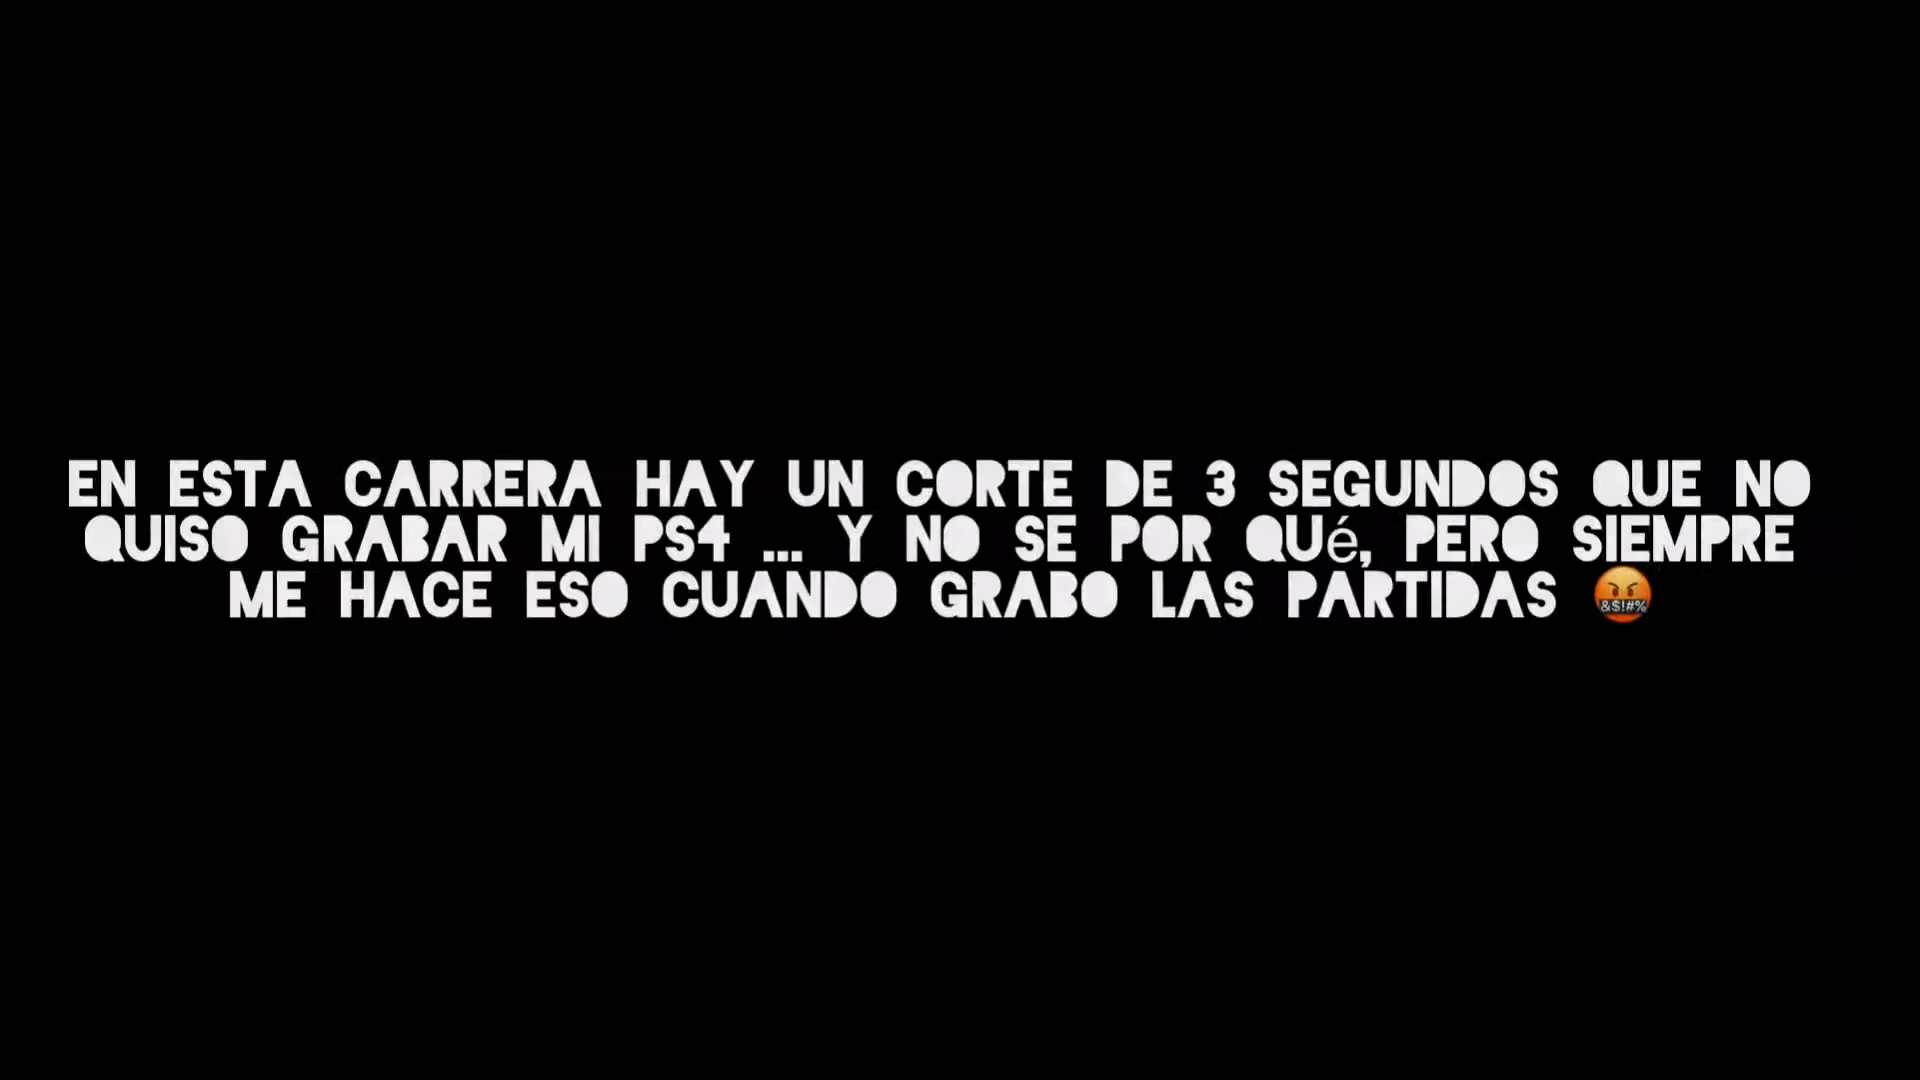 EN ESTA CARRERA HAY UN CORTE DE 3 SEGUNDOS QUE NO
QUISO GRABAR MI PS4 ... Y NO SE POR QUé, PERO SIEMPRE
ME HACE ESO CUANDO GRABO LAS PARTIDAS 🤬